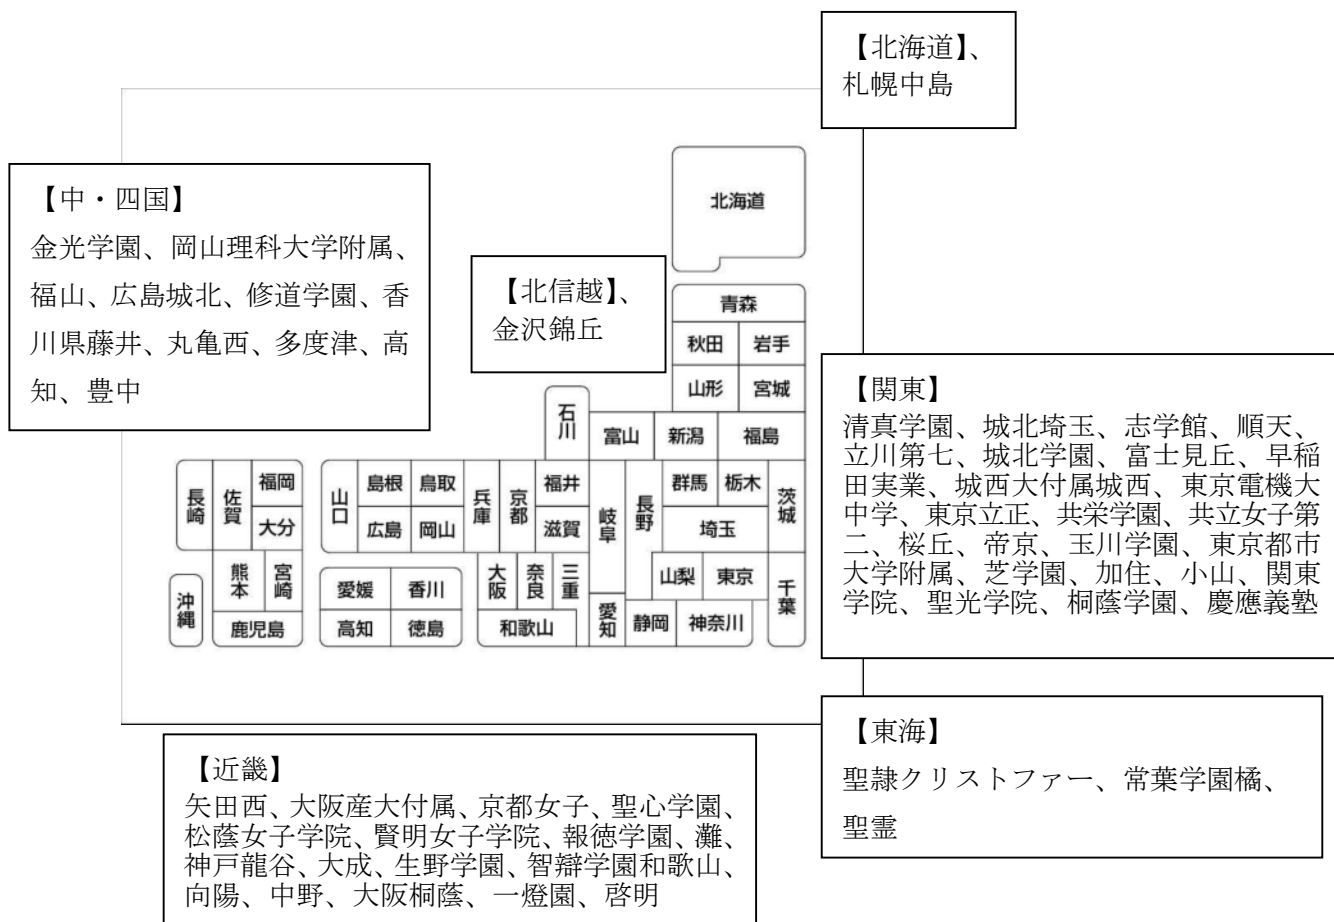 【北海道】、
札幌中島
【中・四国】
金光学園、岡山理科大学附属、
福山、広島城北、修道学園、香
川県藤井、丸亀西、多度津、高
知、豊中
【北信越】、
金沢錦丘
北海道
青森
秋田 岩手
山形 宮城
石川
富山 新潟 福島
長崎 佐賀 福岡 山口 島根 鳥取 兵庫 京都 福井 岐阜 長野 群馬 栃木 茨城
大分 広島 岡山 滋賀 埼玉
熊本 宮崎 大阪 奈良 三重 山梨 東京 千葉
沖縄 愛媛 香川
鹿児島 高知 徳島 和歌山 愛知 静岡 神奈川
【関東】
清真学園、城北埼玉、志学館、順天、
立川第七、城北学園、富士見丘、早稲
田実業、城西大付属城西、東京電機大
中学、東京立正、共栄学園、共立女子第
二、桜丘、帝京、玉川学園、東京都市
大学附属、芝学園、加住、小山、関東
学院、聖光学院、桐蔭学園、慶應義塾
【東海】
聖隷クリストファー、常葉学園橘、
聖霊
【近畿】
矢田西、大阪産大付属、京都女子、聖心学園、
松蔭女子学院、賢明女子学院、報徳学園、灘、
神戸龍谷、大成、生野学園、智辯学園和歌山、
向陽、中野、大阪桐蔭、一燈園、啓明